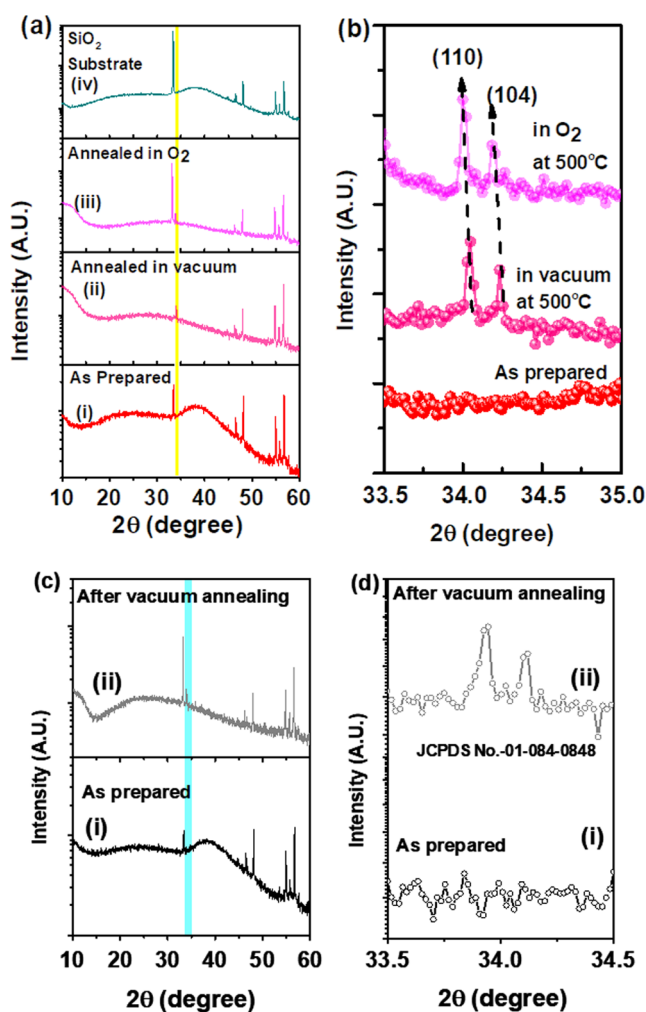 (a)
SiO2
Substrate
(iv)
Annealed in O2
(iii)
Annealed in vacuum
(ii)
As Prepared
(i)
Intensity (A.U.)
10 20 30 40 50 60
2θ (degree)
(b)
(110)
(104)
in O2
at 500°C
in vacuum
at 500°C
As prepared
Intensity (A.U.)
33.5 34.0 34.5 35.0
2θ (degree)
(c)
After vacuum annealing
(ii)
As prepared
(i)
Intensity (A.U.)
10 20 30 40 50 60
2θ (degree)
(d)
After vacuum annealing
(ii)
JCPDS No.-01-084-0848
(i)
As prepared
Intensity (A.U.)
33.5 34.0 34.5
2θ (degree)